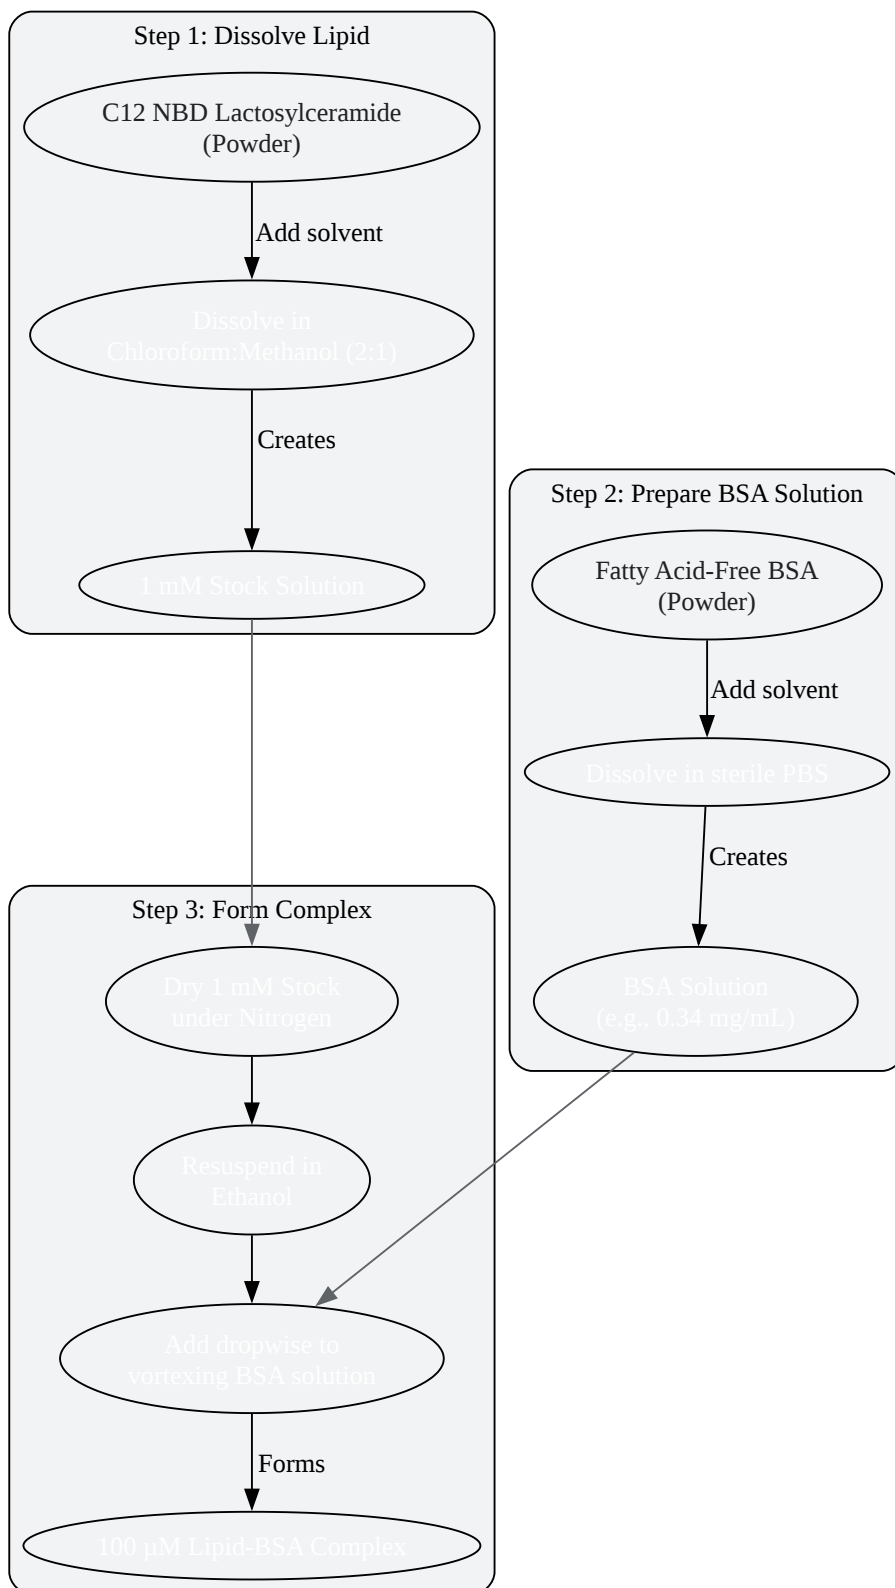 Step 1: Dissolve Lipid
C12 NBD Lactosylceramide
(Powder)
Add solvent
Dissolve in
Chloroform:Methanol (2:1)
Creates
1 mM Stock Solution
Step 2: Prepare BSA Solution
Fatty Acid-Free BSA
(Powder)
Add solvent
Dissolve in sterile PBS
Creates
BSA Solution
(e.g., 0.34 mg/mL)
Step 3: Form Complex
Dry 1 mM Stock
under Nitrogen
Resuspend in
Ethanol
Add dropwise to
vortexing BSA solution
Forms
100 µM Lipid-BSA Complex